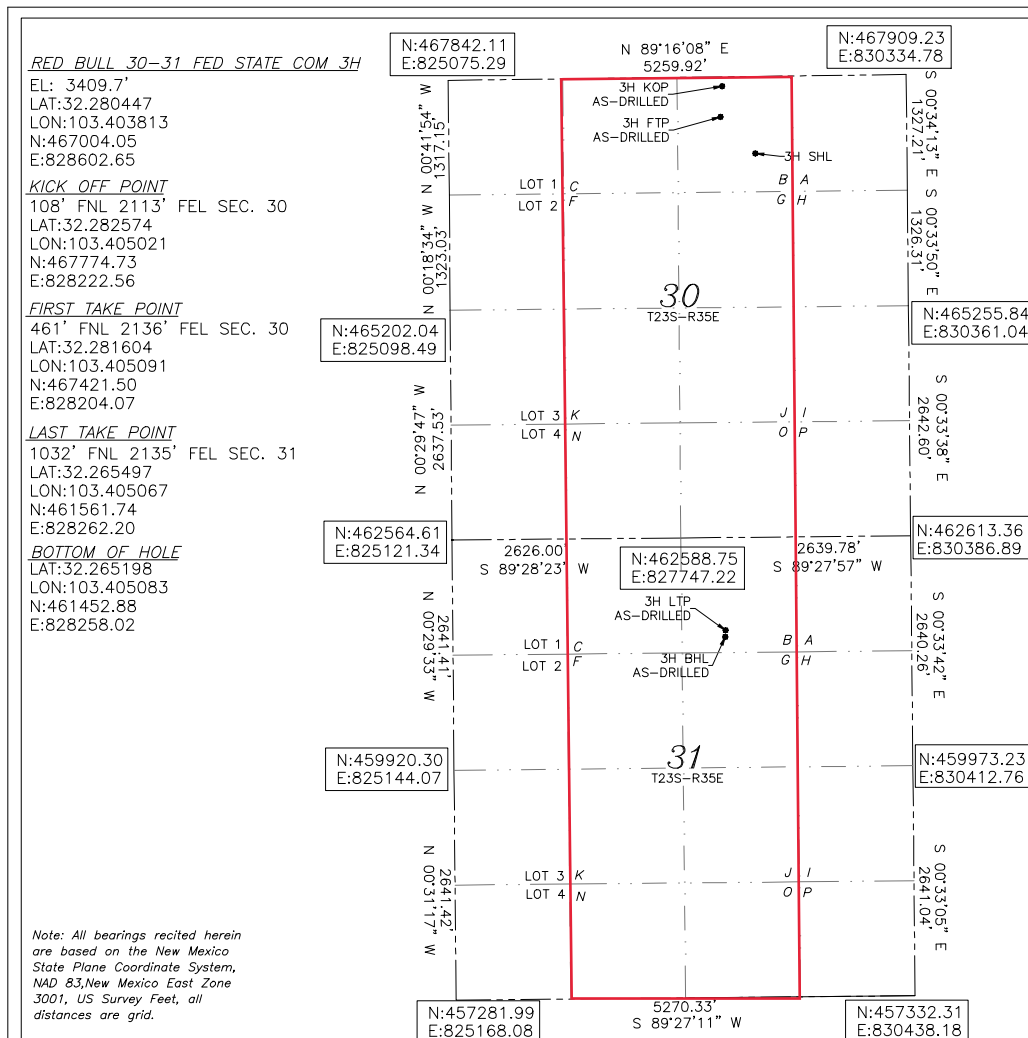 RED BULL 30-31 FED STATE COM 3H
EL: 3409.7'
LAT:32.280447
LON:103.403813
N:467004.05
E:828602.65
KICK OFF POINT
108' FNL 2113' FEL SEC. 30
LAT:32.282574
LON:103.405021
N:467774.73
E:828222.56
FIRST TAKE POINT
461' FNL 2136' FEL SEC. 30
LAT:32.281604
LON:103.405091
N:467421.50
E:828204.07
LAST TAKE POINT
1032' FNL 2135' FEL SEC. 31
LAT:32.265497
LON:103.405067
N:461561.74
E:828262.20
BOTTOM OF HOLE
LAT:32.265198
LON:103.405083
N:461452.88
E:828258.02
Note: All bearings recited herein
are based on the New Mexico
State Plane Coordinate System,
NAD 83,New Mexico East Zone
3001, US Survey Feet, all
distances are grid.
N:467842.11
E:825075.29
N 89°16'08" E
5259.92'
N:467909.23
E:830334.78
3H KOP
AS-DRILLED
3H FTP
AS-DRILLED
3H SHL
N 00°41'54" W
1317.15'
S 00°34'13" E
1327.21'
LOT 1 C
LOT 2 F
B A
G H
N 00°18'34" W
1323.03'
S 00°33'50" E
1326.31'
30
T23S-R35E
N:465202.04
E:825098.49
N:465255.84
E:830361.04
N 00°29'47" W
2637.53'
S 00°33'38" E
2642.60'
LOT 3 K
LOT 4 N
J I
O P
N:462564.61
E:825121.34
2626.00'
S 89°28'23" W
N:462588.75
E:827747.22
2639.78'
S 89°27'57" W
N:462613.36
E:830386.89
3H LTP
AS-DRILLED
3H BHL
AS-DRILLED
N 00°29'33" W
2641.41'
S 00°33'42" E
2640.26'
LOT 1 C
LOT 2 F
B A
G H
31
T23S-R35E
N:459920.30
E:825144.07
N:459973.23
E:830412.76
N 00°31'17" W
2641.42'
S 00°33'05" E
2641.04'
LOT 3 K
LOT 4 N
J I
O P
N:457281.99
E:825168.08
5270.33'
S 89°27'11" W
N:457332.31
E:830438.18